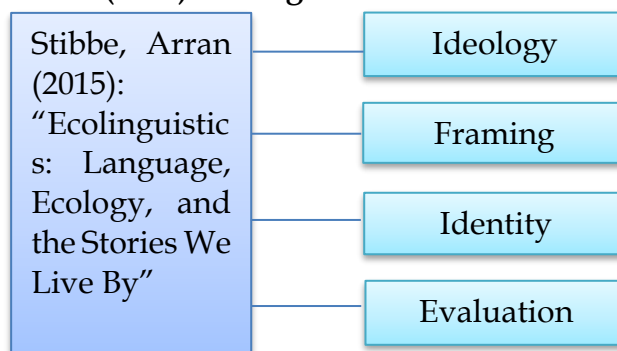 Stibbe, Arran
(2015):
“Ecolinguistic
s: Language,
Ecology, and
the Stories We
Live By”
Ideology
Framing
Identity
Evaluation